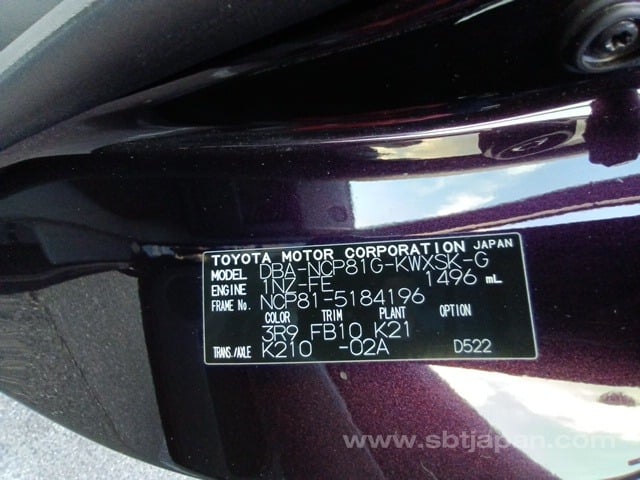 TOYOTA MOTOR CORPORATION JAPAN
MODEL DBA-NCP81G-KWXSK-G
ENGINE 1NZ-FE 1496 mL
FRAME No. NCP81-5184196
COLOR TRIM PLANT OPTION
3R9 FB10 K21
TRANS./AXLE K210 -02A D522
www.sbtjapan.com